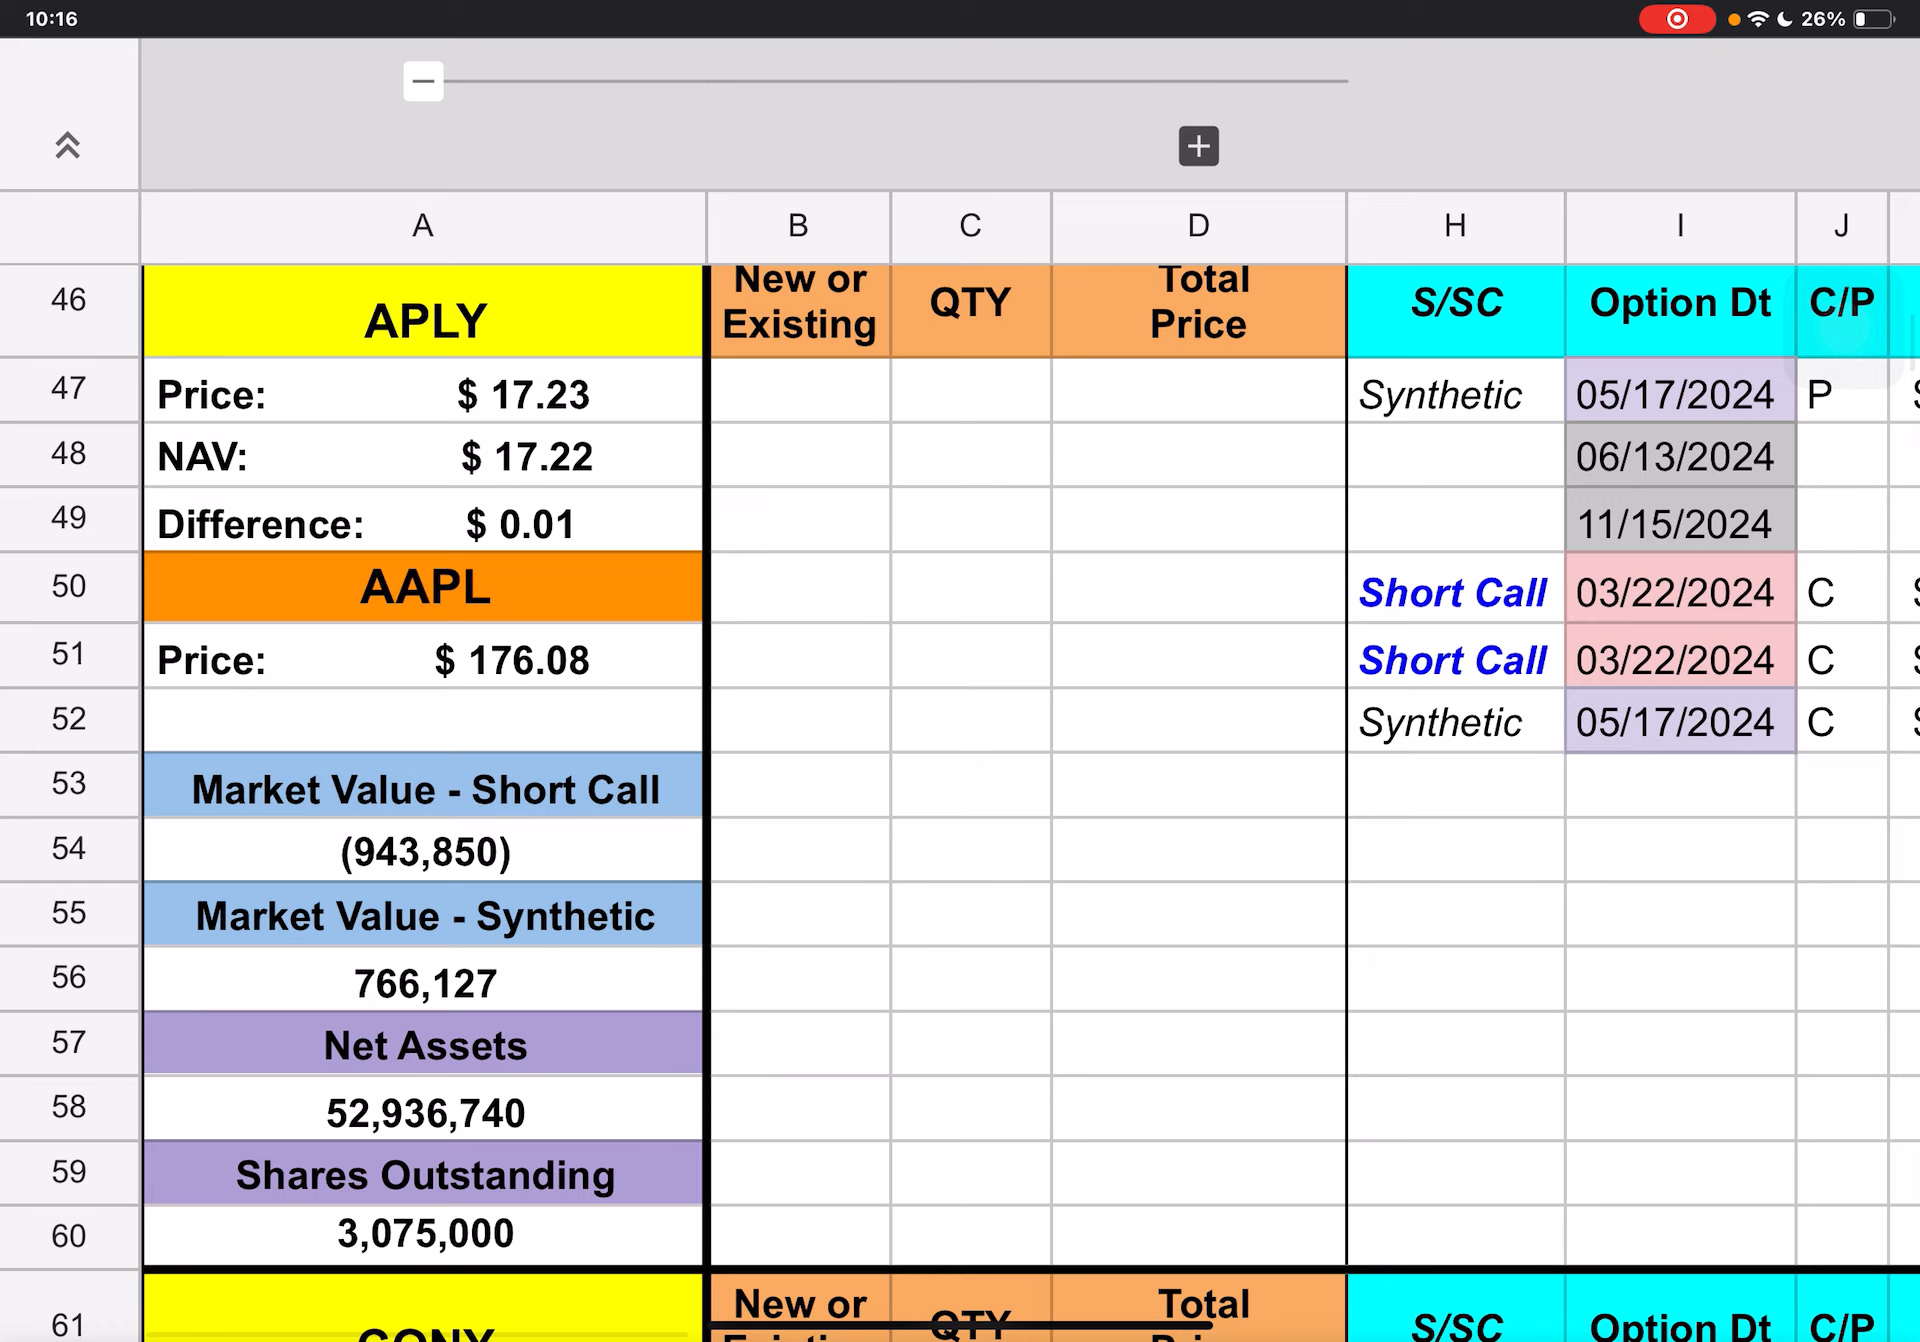 10:16
26%
A B C D H I J
46 APLY New or Existing QTY Total Price S/SC Option Dt C/P
47 Price: $ 17.23 Synthetic 05/17/2024 P
48 NAV: $ 17.22 06/13/2024
49 Difference: $ 0.01 11/15/2024
50 AAPL Short Call 03/22/2024 C
51 Price: $ 176.08 Short Call 03/22/2024 C
52 Synthetic 05/17/2024 C
53 Market Value - Short Call
54 (943,850)
55 Market Value - Synthetic
56 766,127
57 Net Assets
58 52,936,740
59 Shares Outstanding
60 3,075,000
61 CONY New or QTY Total S/SC Option Dt C/P